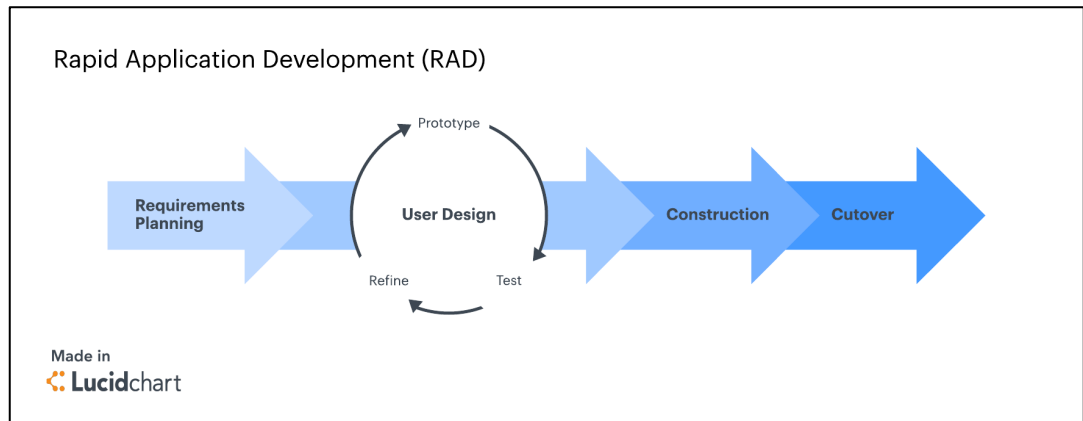 Rapid Application Development (RAD)
Prototype
Requirements
Planning
User Design
Construction
Cutover
Refine
Test
Made in
Lucidchart